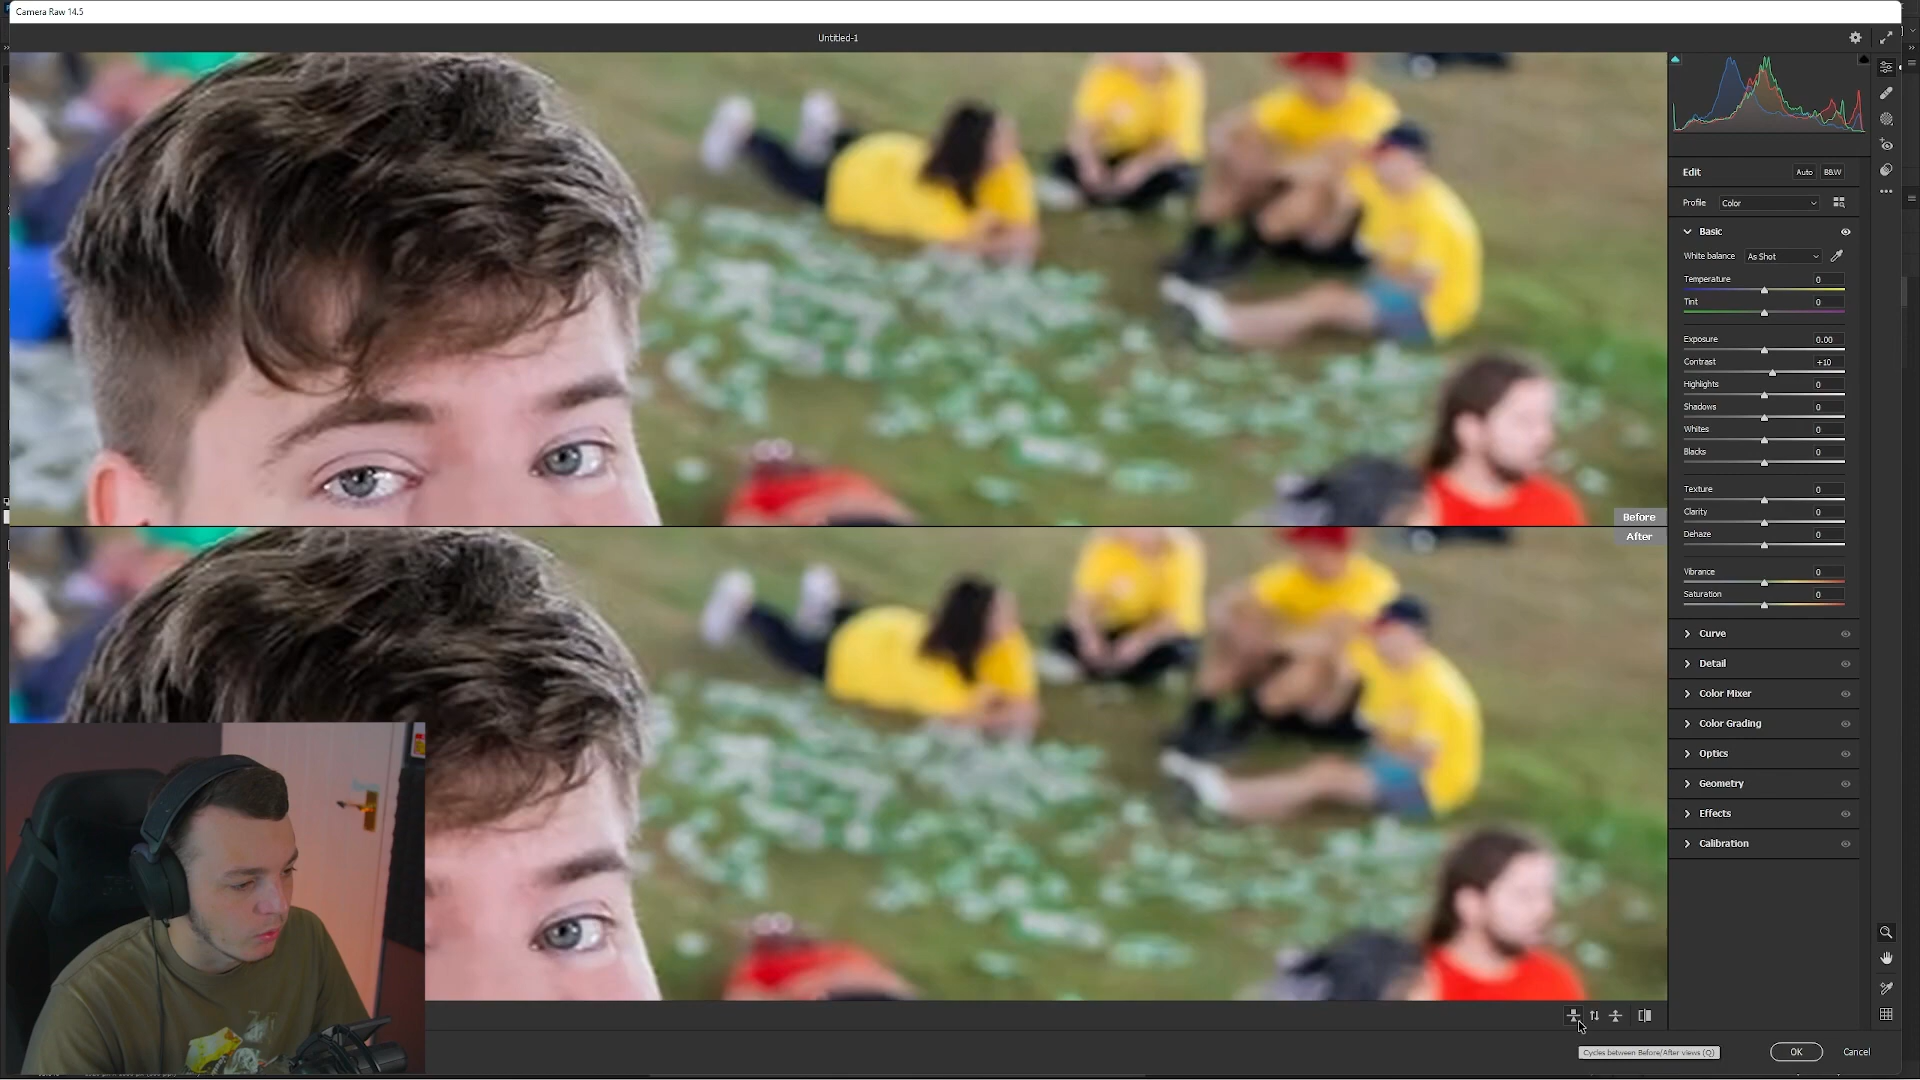 Camera Raw 14.5
Untitled-1
Edit
Auto
B&W
Profile
Color
Basic
White balance
As Shot
Temperature
0
Tint
0
Exposure
0.00
Contrast
+10
Highlights
0
Shadows
0
Whites
0
Blacks
0
Texture
0
Clarity
0
Dehaze
0
Vibrance
0
Saturation
0
Curve
Detail
Color Mixer
Color Grading
Optics
Geometry
Effects
Calibration
Before
After
Cycles between Before/After views (Q)
OK
Cancel